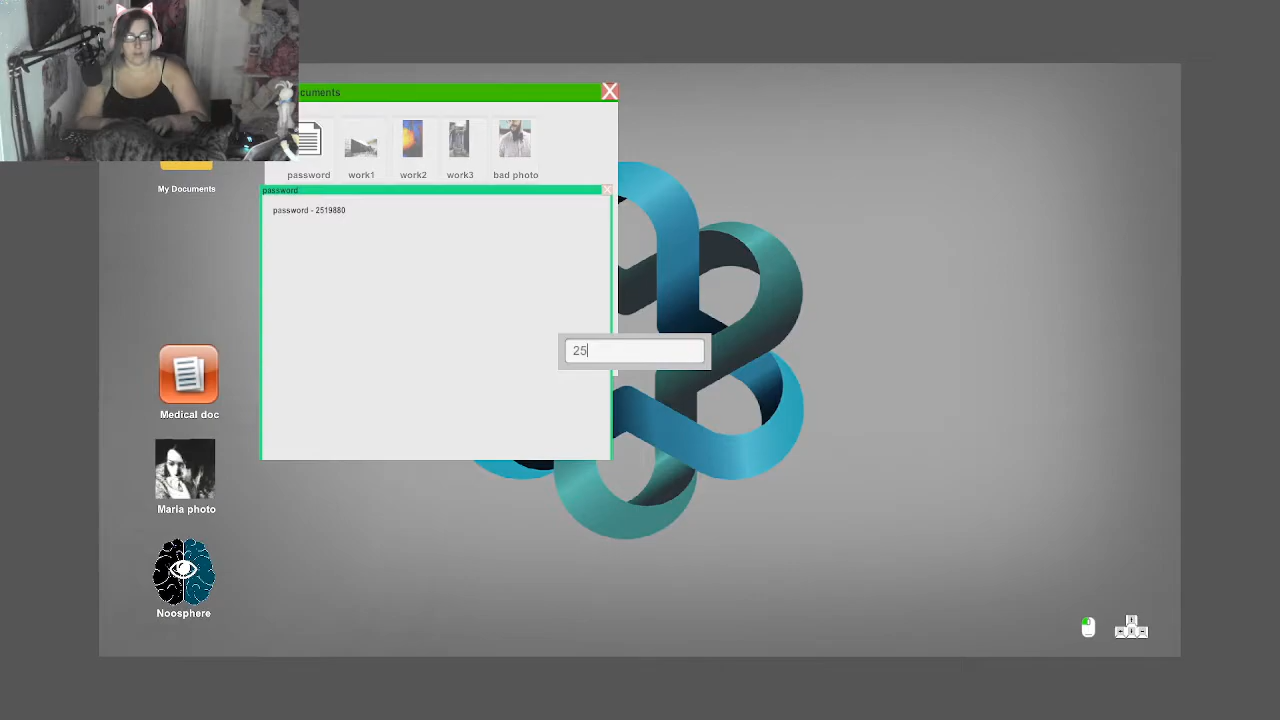 cuments
password
work1
work2
work3
bad photo
My Documents
password
password - 2519880
25
Medical doc
Maria photo
Noosphere